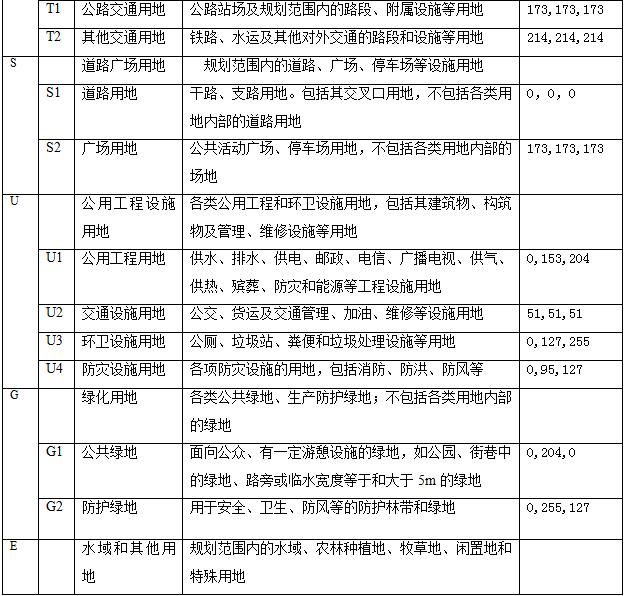 T1 公路交通用地 公路站场及规划范围内的路段、附属设施等用地 173,173,173
T2 其他交通用地 铁路、水运及其他对外交通的路段和设施等用地 214,214,214
S 道路广场用地 规划范围内的道路、广场、停车场等设施用地
S1 道路用地 干路、支路用地。包括其交叉口用地，不包括各类用 0，0，0
地内部的道路用地
S2 广场用地 公共活动广场、停车场用地，不包括各类用地内部的 173,173,173
场地
U 公用工程设施 各类公用工程和环卫设施用地，包括其建筑物、构筑
用地 物及管理、维修设施等用地
U1 公用工程用地 供水、排水、供电、邮政、电信、广播电视、供气、 0,153,204
供热、殡葬、防灾和能源等工程设施用地
U2 交通设施用地 公交、货运及交通管理、加油、维修等设施用地 51,51,51
U3 环卫设施用地 公厕、垃圾站、粪便和垃圾处理设施等用地 0,127,255
U4 防灾设施用地 各项防灾设施的用地，包括消防、防洪、防风等 0,95,127
G 绿化用地 各类公共绿地、生产防护绿地；不包括各类用地内部
的绿地
G1 公共绿地 面向公众、有一定游憩设施的绿地，如公园、街巷中 0,204,0
的绿地、路旁或临水宽度等于和大于 5m 的绿地
G2 防护绿地 用于安全、卫生、防风等的防护林带和绿地 0,255,127
E 水域和其他用 规划范围内的水域、农林种植地、牧草地、闲置地和
地 特殊用地